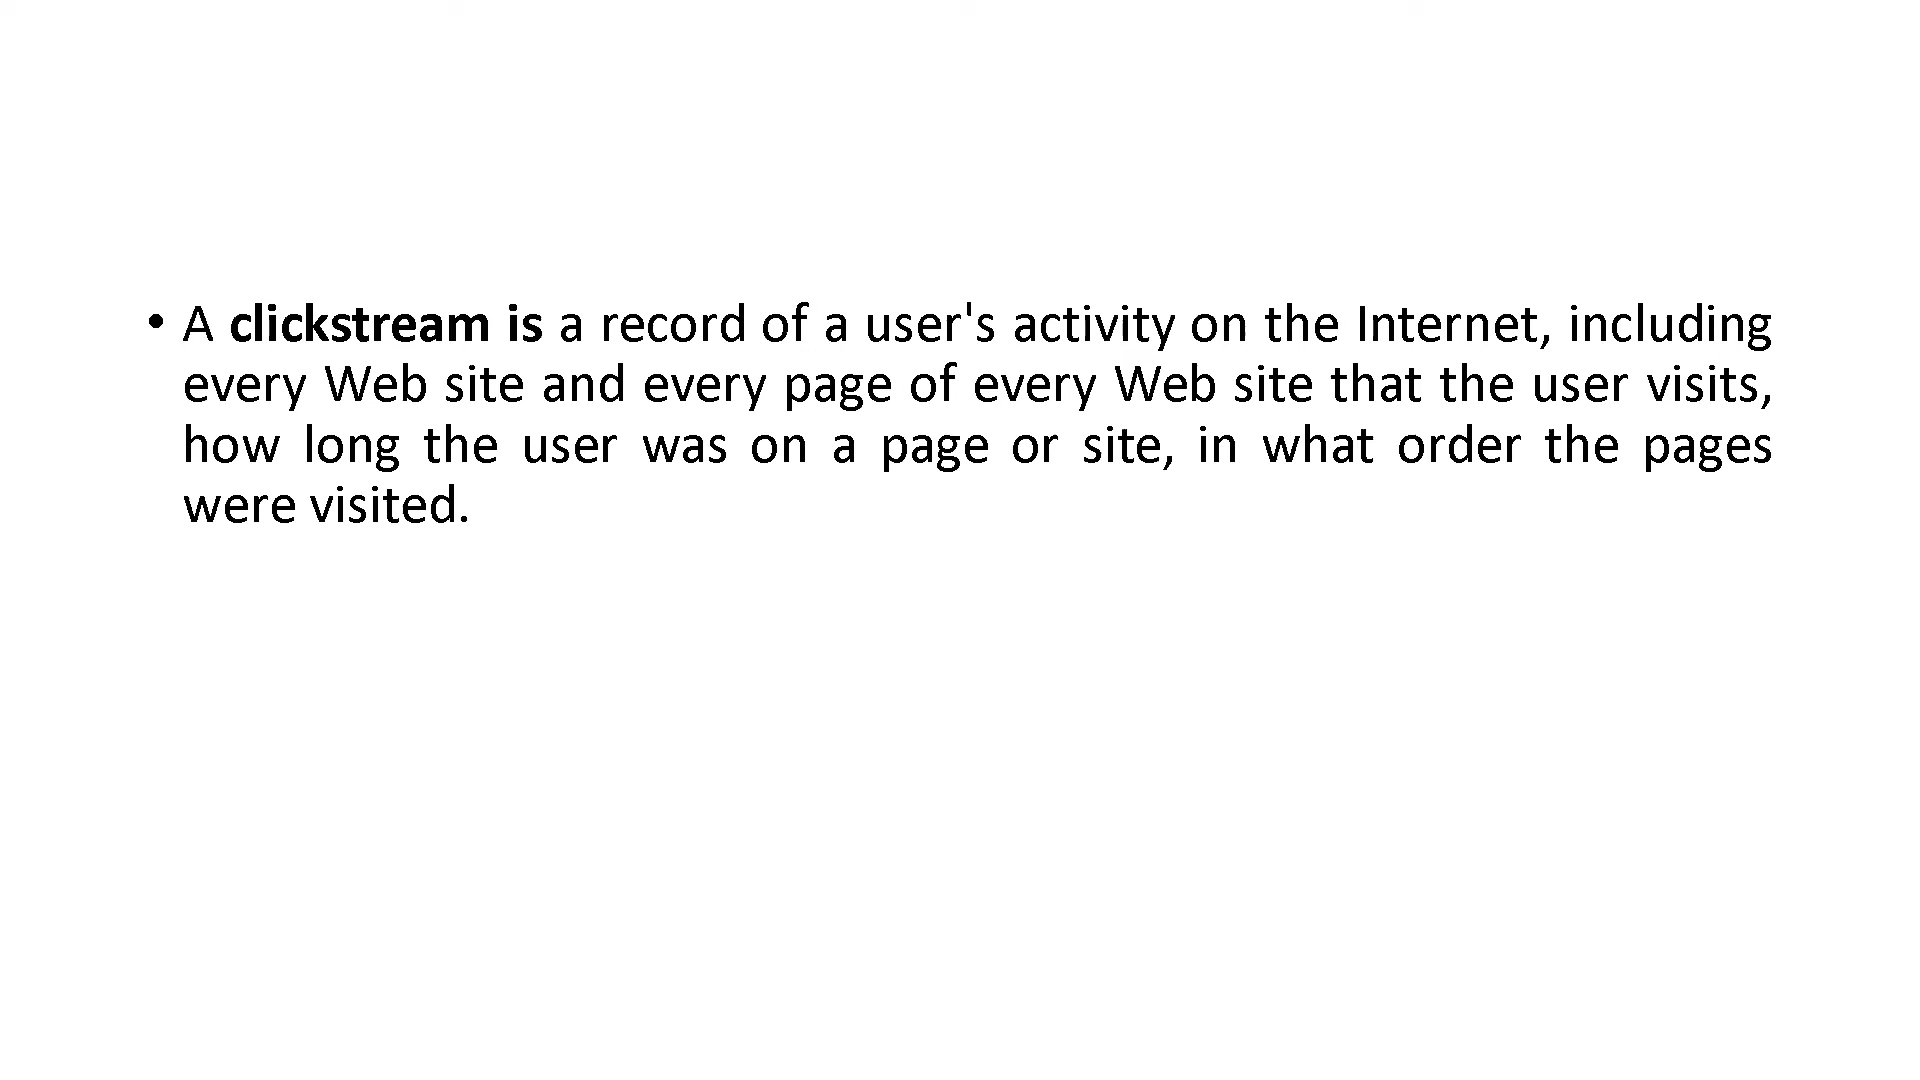 • A clickstream is a record of a user's activity on the Internet, including
every Web site and every page of every Web site that the user visits,
how long the user was on a page or site, in what order the pages
were visited.